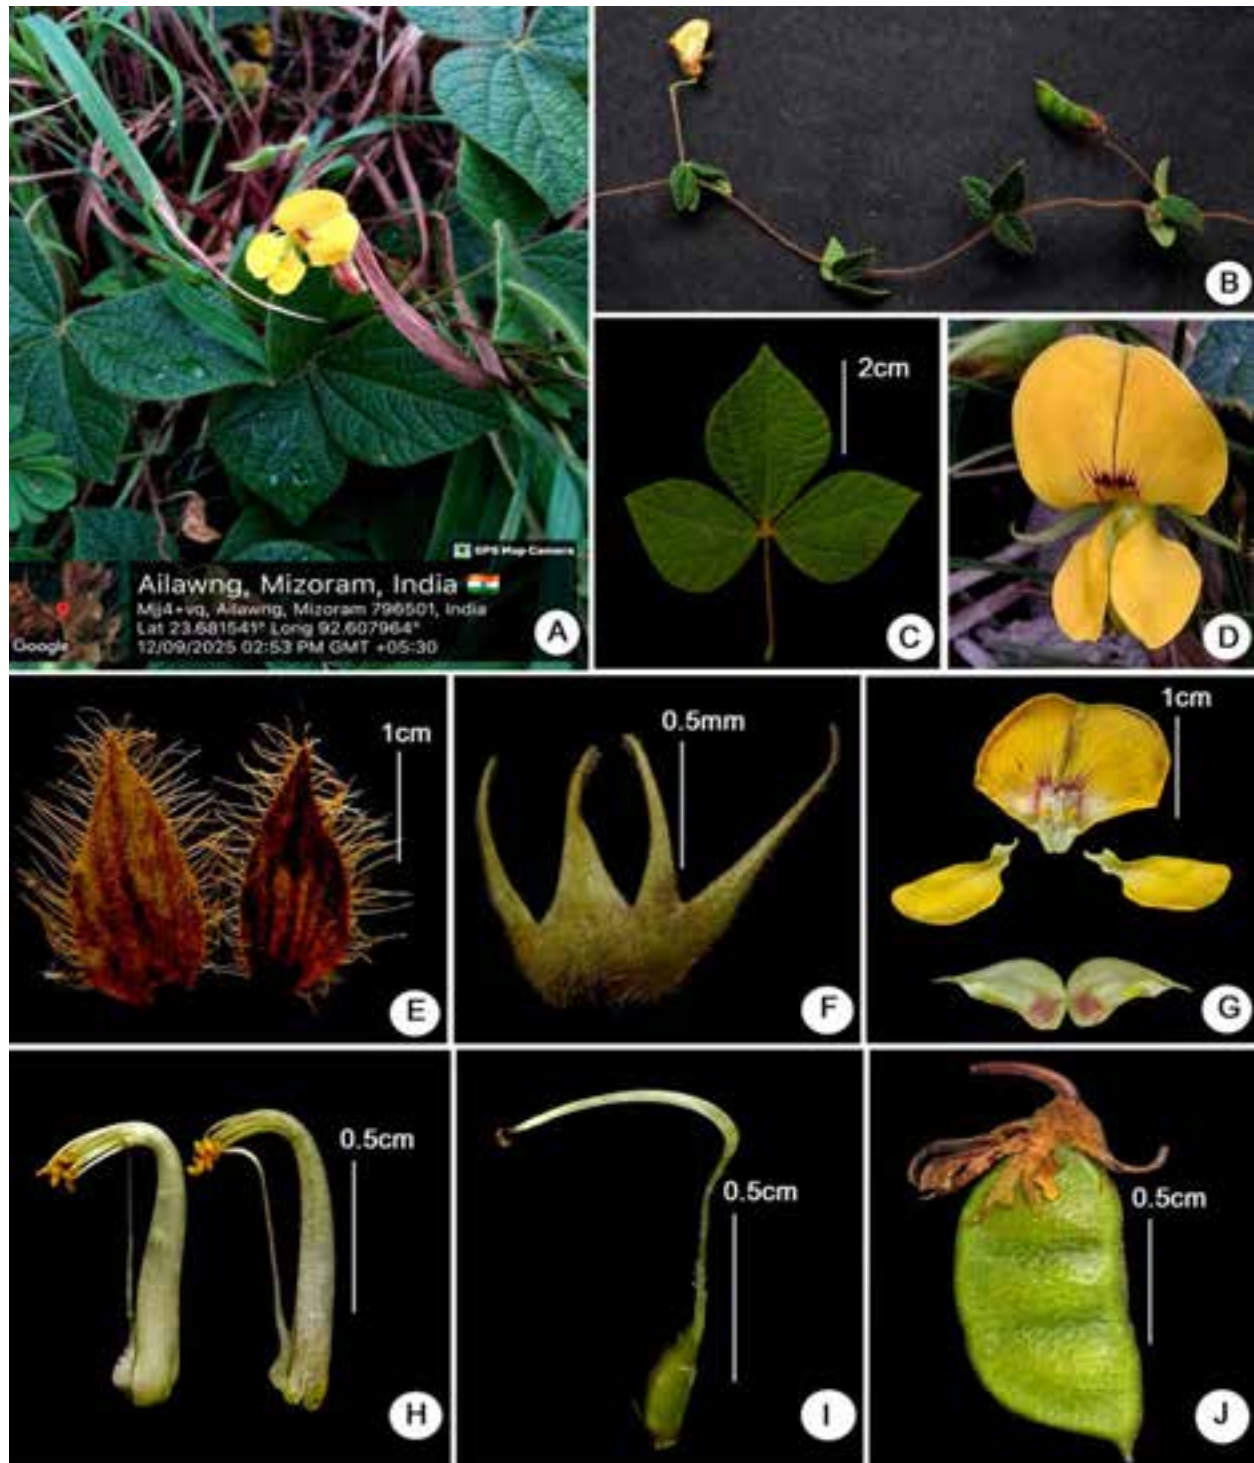 GPS Map Camera
Ailawng, Mizoram, India
Mjj4+vq, Ailawng, Mizoram 796501, India
Lat 23.681541° Long 92.607964°
12/09/2025 02:53 PM GMT +05:30
Google
A
B
2cm
C
D
1cm
E
0.5mm
F
1cm
G
0.5cm
H
0.5cm
I
0.5cm
J